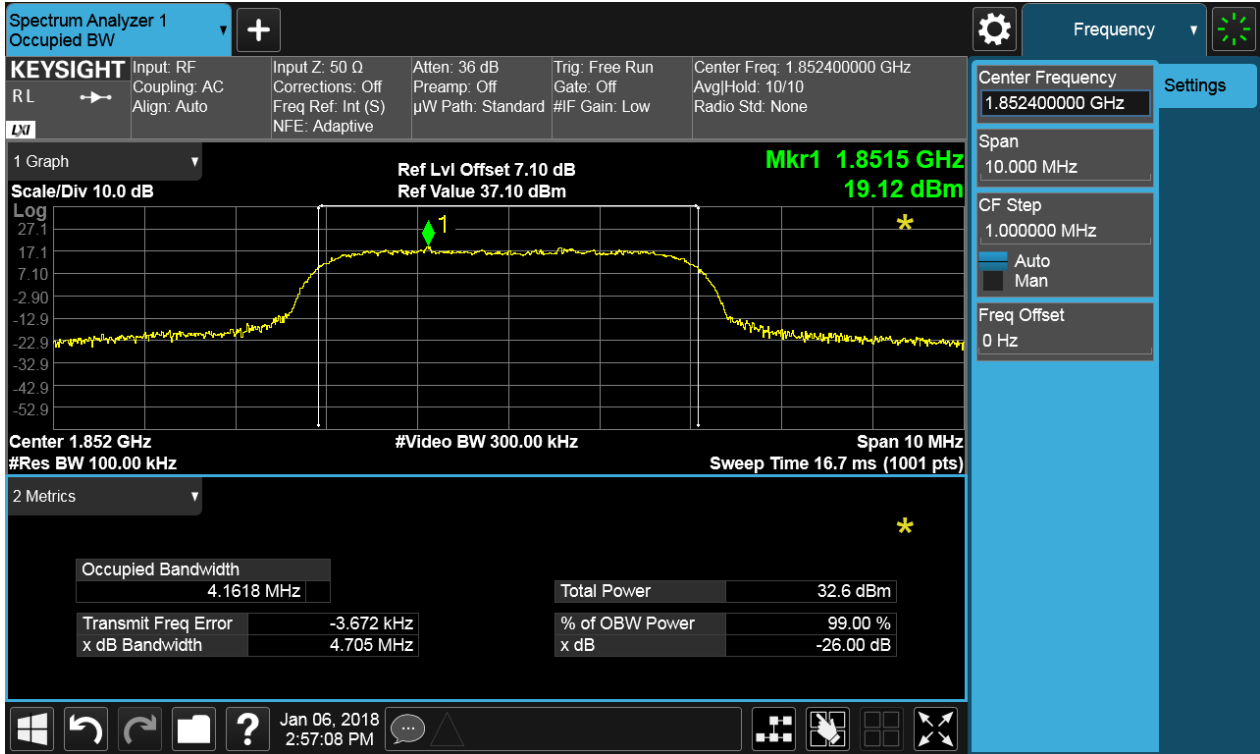 Spectrum Analyzer 1
Occupied BW
+
Frequency
KEYSIGHT
RL
LXI
Input: RF
Coupling: AC
Align: Auto
Input Z: 50 Ω
Corrections: Off
Freq Ref: Int (S)
NFE: Adaptive
Atten: 36 dB
Preamp: Off
µW Path: Standard
Trig: Free Run
Gate: Off
#IF Gain: Low
Center Freq: 1.852400000 GHz
Avg|Hold: 10/10
Radio Std: None
Center Frequency
1.852400000 GHz
Settings
Span
10.000 MHz
CF Step
1.000000 MHz
Auto
Man
Freq Offset
0 Hz
1 Graph
Scale/Div 10.0 dB
Ref Lvl Offset 7.10 dB
Ref Value 37.10 dBm
Mkr1 1.8515 GHz
19.12 dBm
Log
27.1
17.1
7.10
-2.90
-12.9
-22.9
-32.9
-42.9
-52.9
1
*
Center 1.852 GHz
#Res BW 100.00 kHz
#Video BW 300.00 kHz
Span 10 MHz
Sweep Time 16.7 ms (1001 pts)
2 Metrics
*
Occupied Bandwidth
4.1618 MHz
Total Power 32.6 dBm
Transmit Freq Error -3.672 kHz
% of OBW Power 99.00 %
x dB Bandwidth 4.705 MHz
x dB -26.00 dB
?
Jan 06, 2018
2:57:08 PM